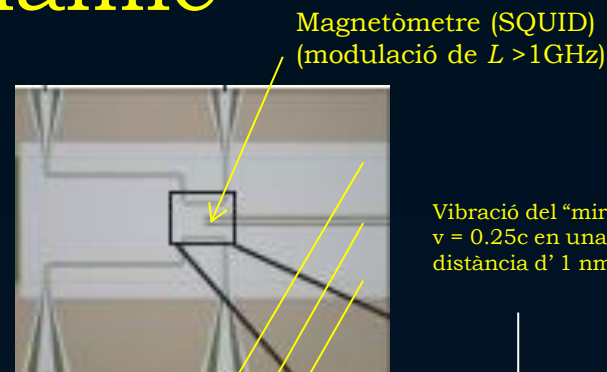 Magnetòmetre (SQUID)
(modulació de L >1GHz)
v = 0.25c en una
distància d’ 1 nm
Vibració del “mir